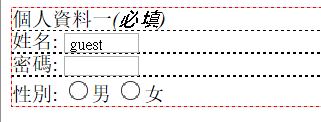 個人資料一(必填)
姓名: guest
密碼:
性別: 男 女